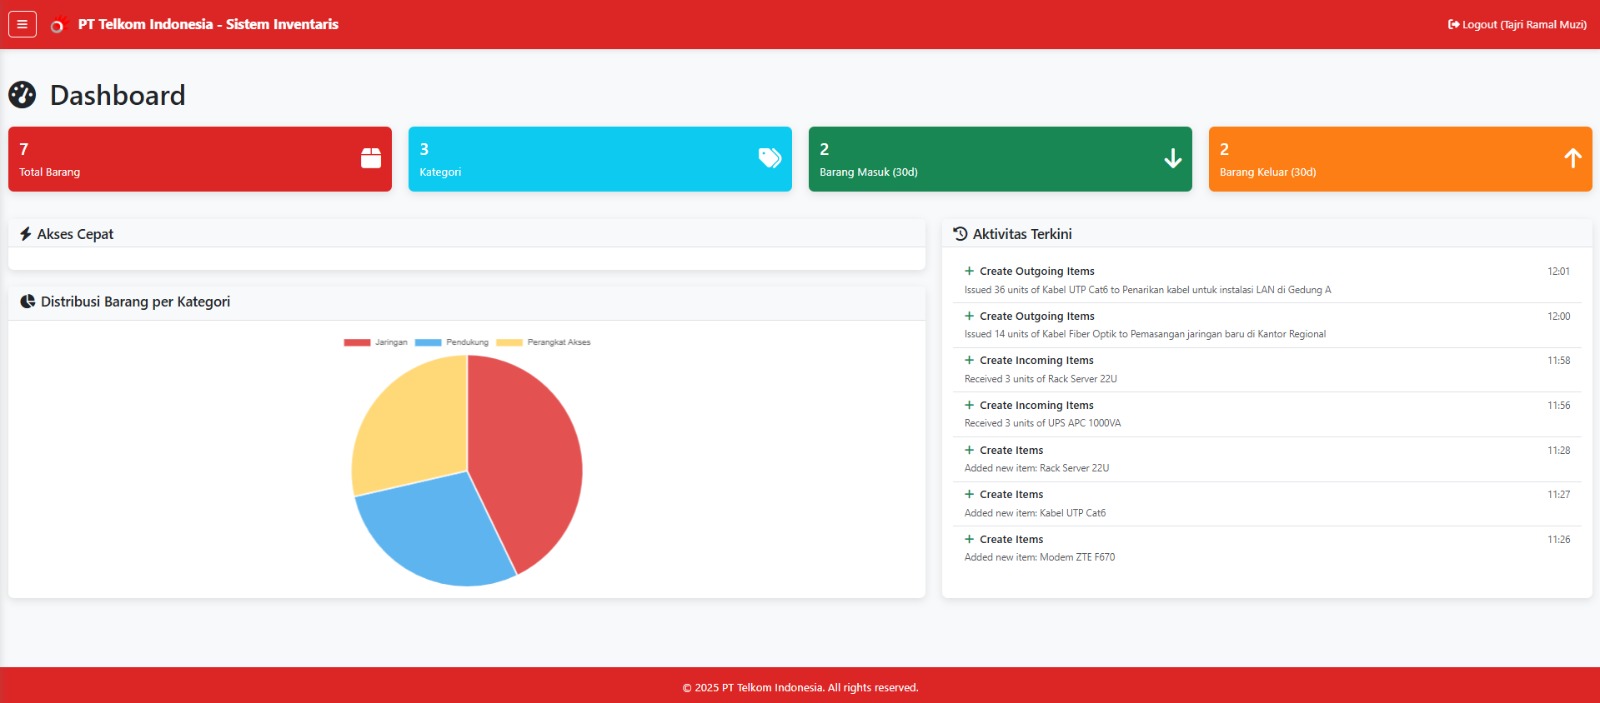 PT Telkom Indonesia - Sistem Inventaris
Logout (Tajri Ramal Muzi)
Dashboard
7
Total Barang
3
Kategori
2
Barang Masuk (30d)
2
Barang Keluar (30d)
Akses Cepat
Distribusi Barang per Kategori
Jaringan Pendukung Perangkat Akses
Aktivitas Terkini
Create Outgoing Items 12:01
Issued 36 units of Kabel UTP Cat6 to Penarikan kabel untuk instalasi LAN di Gedung A
Create Outgoing Items 12:00
Issued 14 units of Kabel Fiber Optik to Pemasangan jaringan baru di Kantor Regional
Create Incoming Items 11:58
Received 3 units of Rack Server 22U
Create Incoming Items 11:56
Received 3 units of UPS APC 1000VA
Create Items 11:28
Added new item: Rack Server 22U
Create Items 11:27
Added new item: Kabel UTP Cat6
Create Items 11:26
Added new item: Modem ZTE F670
© 2025 PT Telkom Indonesia. All rights reserved.